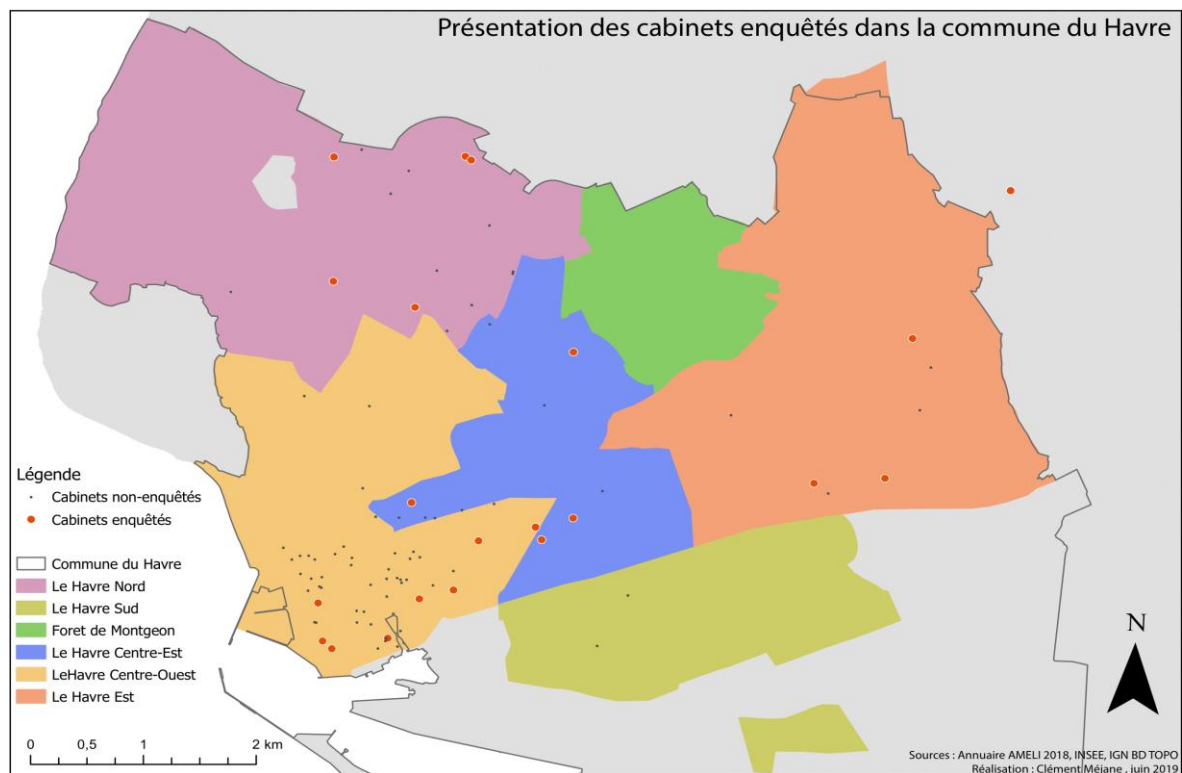 Présentation des cabinets enquêtés dans la commune du Havre
Légende
Cabinets non-enquêtés
Cabinets enquêtés
Commune du Havre
Le Havre Nord
Le Havre Sud
Foret de Montgeon
Le Havre Centre-Est
LeHavre Centre-Ouest
Le Havre Est
0 0,5 1 2 km
N
Sources : Annuaire AMELI 2018, INSEE, IGN BD TOPO
Réalisation : Clément Méjane , juin 2019